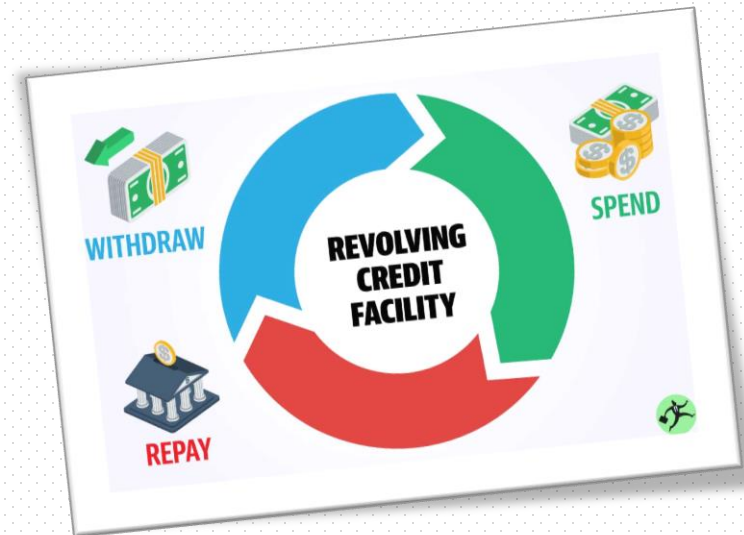 WITHDRAW
SPEND
REVOLVING
CREDIT
FACILITY
REPAY